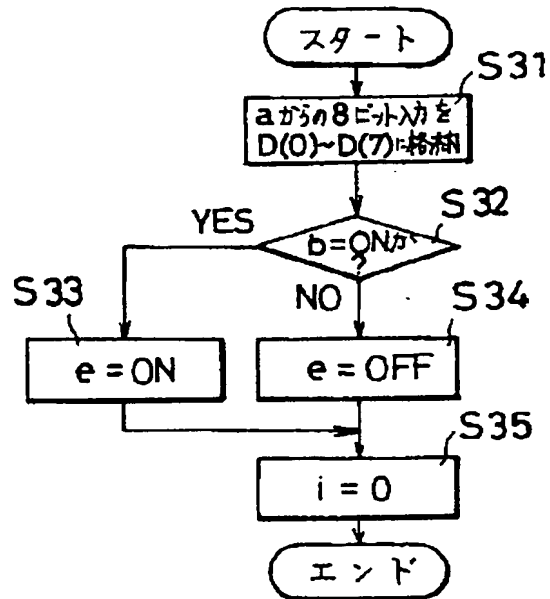 スタート
S31
aからの8ビット入力を
D(0)~D(7)に格納
S32
YES
b=ONか
?
NO
S33
S34
e=ON
e=OFF
S35
i=0
エンド